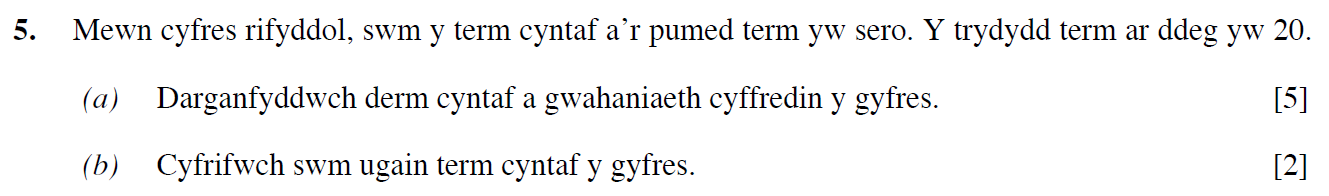 5. Mewn cyfres rifyddol, swm y term cyntaf a'r pumed term yw sero. Y trydydd term ar ddeg yw 20.
(a) Darganfyddwch derm cyntaf a gwahaniaeth cyffredin y gyfres. [5]
(b) Cyfrifwch swm ugain term cyntaf y gyfres. [2]